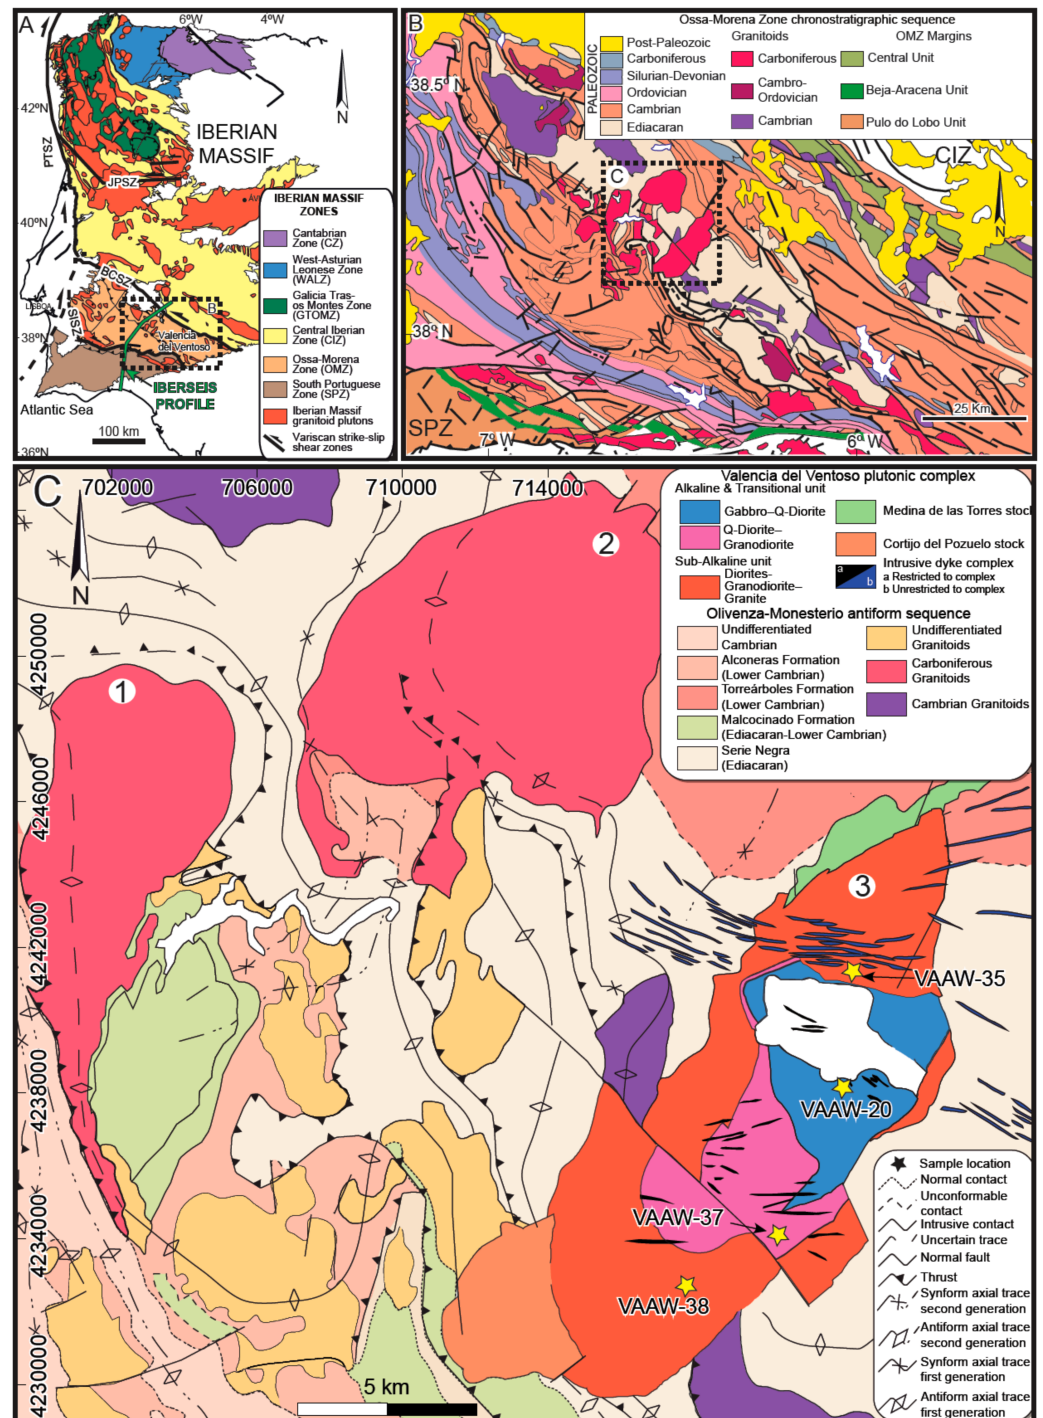 A
6°W
4°W
42°N
40°N
38°N
36°N
N
IBERIAN
MASSIF
PTSZ
JPSZ
BCSZ
SISZ
LISBOA
B
Valencia
del Ventoso
IBERSEIS
PROFILE
Atlantic Sea
100 km
IBERIAN MASSIF
ZONES
Cantabrian
Zone (CZ)
West-Asturian
Leonese Zone
(WALZ)
Galicia Tras-
os Montes Zone
(GTOMZ)
Central Iberian
Zone (CIZ)
Ossa-Morena
Zone (OMZ)
South Portuguese
Zone (SPZ)
Iberian Massif
granitoid plutons
Variscan strike-slip
shear zones
B
Ossa-Morena Zone chronostratigraphic sequence
PALEOZOIC
Post-Paleozoic
Carboniferous
Silurian-Devonian
Ordovician
Cambrian
Ediacaran
Granitoids
Carboniferous
Cambro-
Ordovician
Cambrian
OMZ Margins
Central Unit
Beja-Aracena Unit
Pulo do Lobo Unit
38.5º N
38º N
C
CIZ
N
SPZ
7º W
6º W
25 Km
C
702000
706000
710000
714000
N
4250000
4246000
4242000
4238000
4234000
4230000
1
2
3
VAAW-35
VAAW-20
VAAW-37
VAAW-38
5 km
Valencia del Ventoso plutonic complex
Alkaline & Transitional unit
Gabbro–Q-Diorite
Q-Diorite–
Granodiorite
Sub-Alkaline unit
Diorites-
Granodiorite–
Granite
Medina de las Torres stock
Cortijo del Pozuelo stock
Intrusive dyke complex
a Restricted to complex
b Unrestricted to complex
a
b
Olivenza-Monesterio antiform sequence
Undifferentiated
Cambrian
Alconeras Formation
(Lower Cambrian)
Torreárboles Formation
(Lower Cambrian)
Malcocinado Formation
(Ediacaran-Lower Cambrian)
Serie Negra
(Ediacaran)
Undifferentiated
Granitoids
Carboniferous
Granitoids
Cambrian Granitoids
Sample location
Normal contact
Unconformable
contact
Intrusive contact
Uncertain trace
Normal fault
Thrust
Synform axial trace
second generation
Antiform axial trace
second generation
Synform axial trace
first generation
Antiform axial trace
first generation